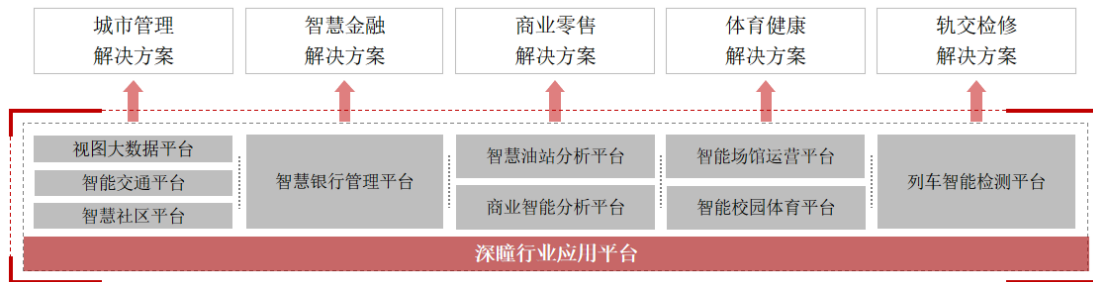 城市管理
解决方案
智慧金融
解决方案
商业零售
解决方案
体育健康
解决方案
轨交检修
解决方案
视图大数据平台
智能交通平台
智慧社区平台
智慧银行管理平台
智慧油站分析平台
商业智能分析平台
智能场馆运营平台
智能校园体育平台
列车智能检测平台
深瞳行业应用平台